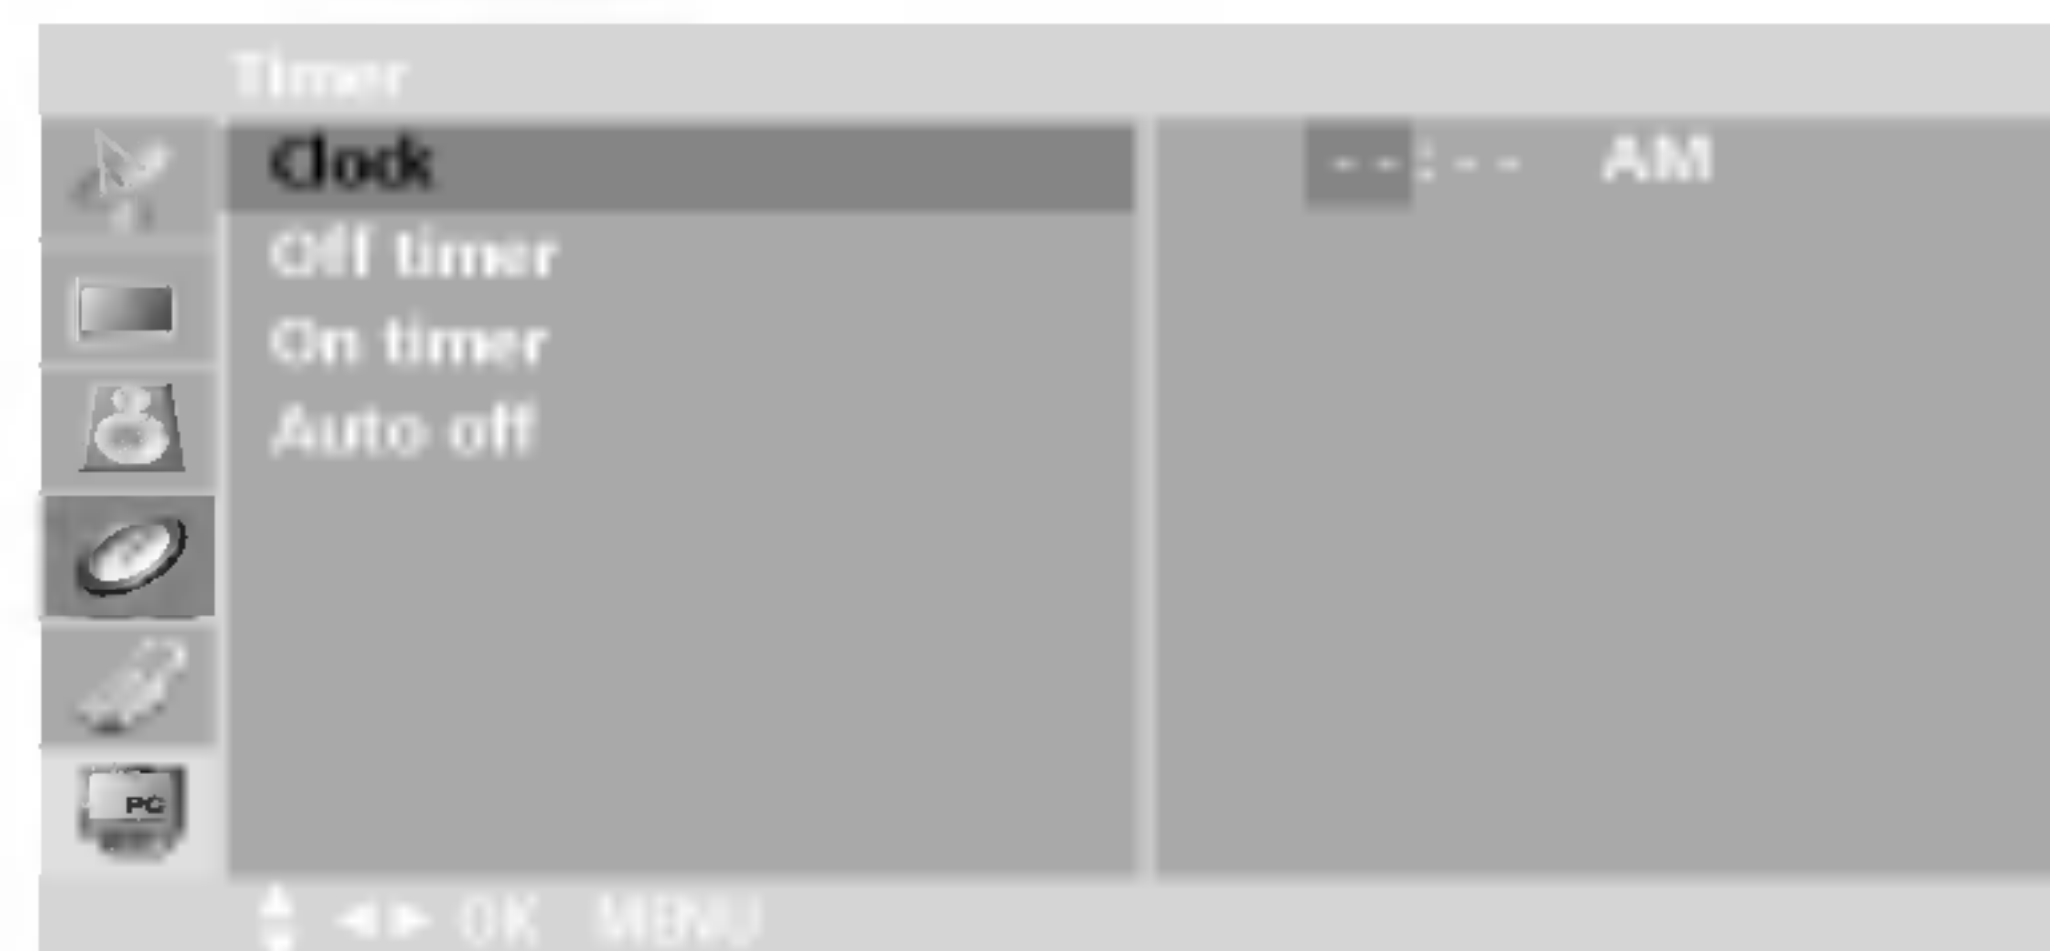 Timer
Clock --:-- AM
Off timer
On timer
Auto off
PC
OK MENU